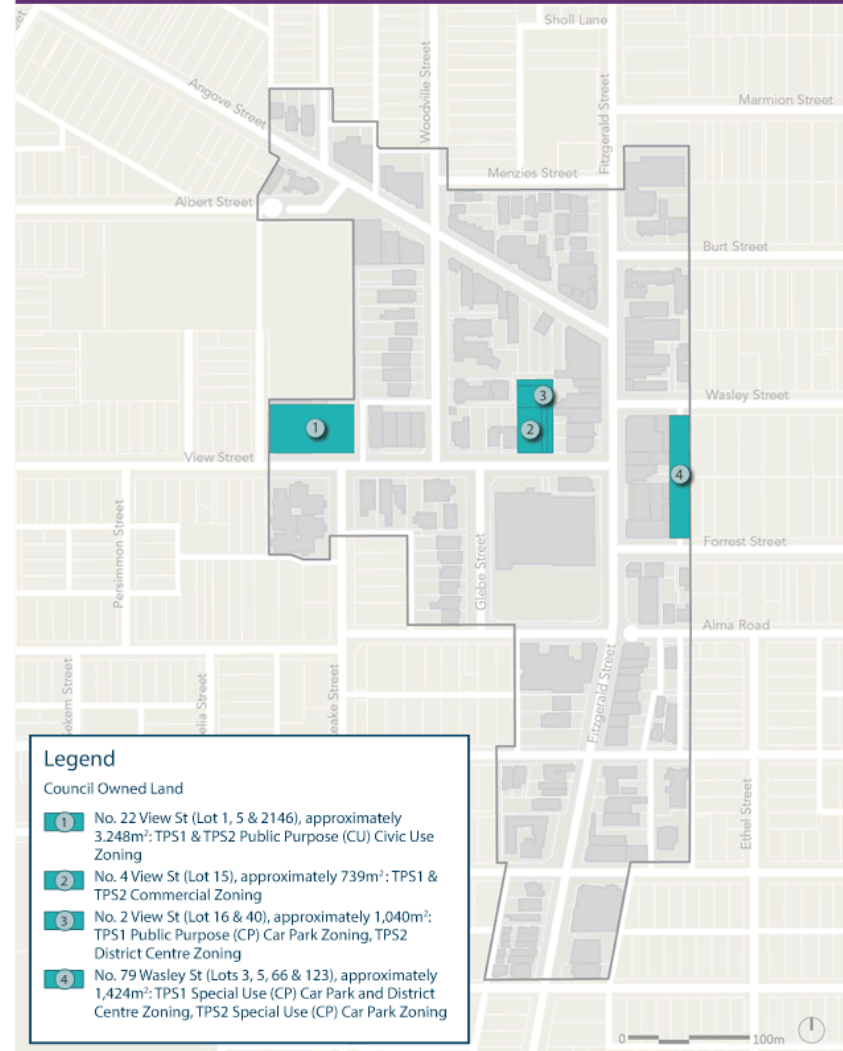 Sholl Lane
Woodville Street
Fitzgerald Street
Angove Street
Marmion Street
Menzies Street
Albert Street
Burt Street
3
Wasley Street
1
2
View Street
4
Persimmon Street
Forrest Street
Glebe Street
Alma Road
Fitzgerald Street
Ethel Street
Legend
Council Owned Land
1 No. 22 View St (Lot 1, 5 & 2146), approximately
3.248m²: TPS1 & TPS2 Public Purpose (CU) Civic Use
Zoning
2 No. 4 View St (Lot 15), approximately 739m²: TPS1 &
TPS2 Commercial Zoning
3 No. 2 View St (Lot 16 & 40), approximately 1,040m²:
TPS1 Public Purpose (CP) Car Park Zoning, TPS2
District Centre Zoning
4 No. 79 Wasley St (Lots 3, 5, 66 & 123), approximately
1,424m²: TPS1 Special Use (CP) Car Park and District
Centre Zoning, TPS2 Special Use (CP) Car Park Zoning
0 100m